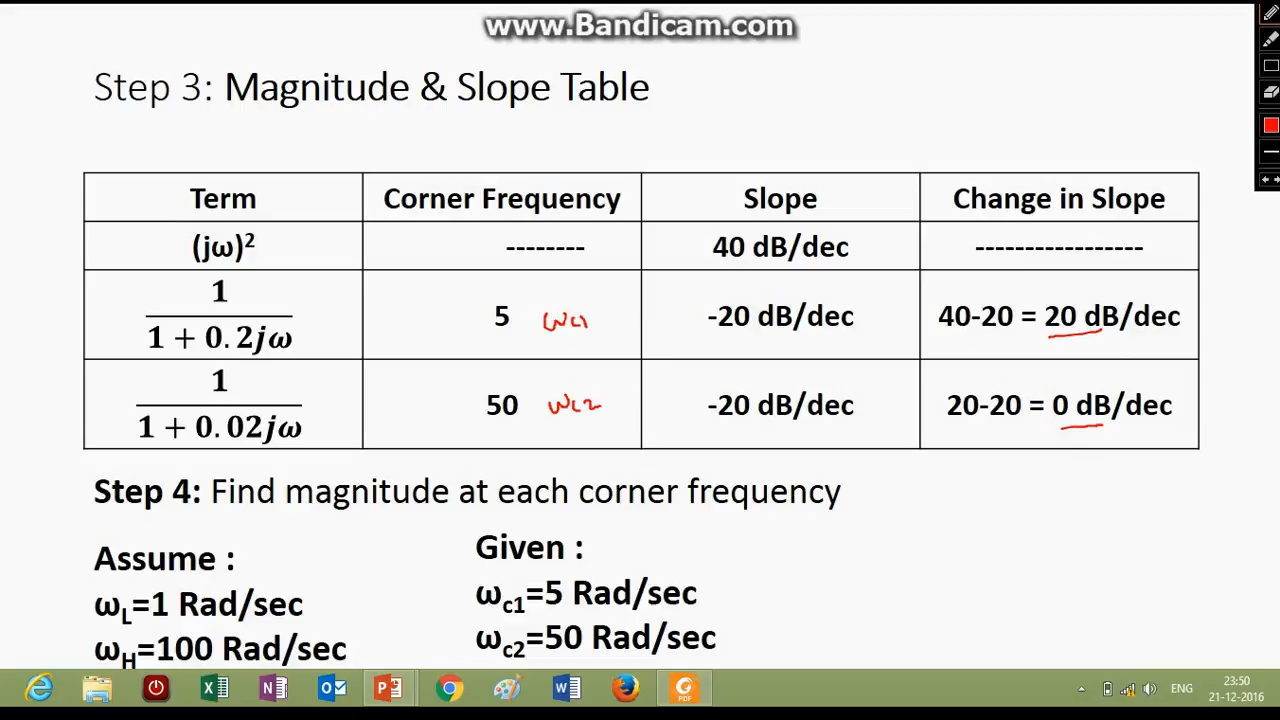 www.Bandicam.com
Step 3: Magnitude & Slope Table
Term Corner Frequency Slope Change in Slope
(jω)² -------- 40 dB/dec -----------------
1
1 + 0.2jω
5 ωc1 -20 dB/dec 40-20 = 20 dB/dec
1
1 + 0.02jω
50 ωc2 -20 dB/dec 20-20 = 0 dB/dec
Step 4: Find magnitude at each corner frequency
Assume :
ωL=1 Rad/sec
ωH=100 Rad/sec
Given :
ωc1=5 Rad/sec
ωc2=50 Rad/sec
ENG
23:50
21-12-2016